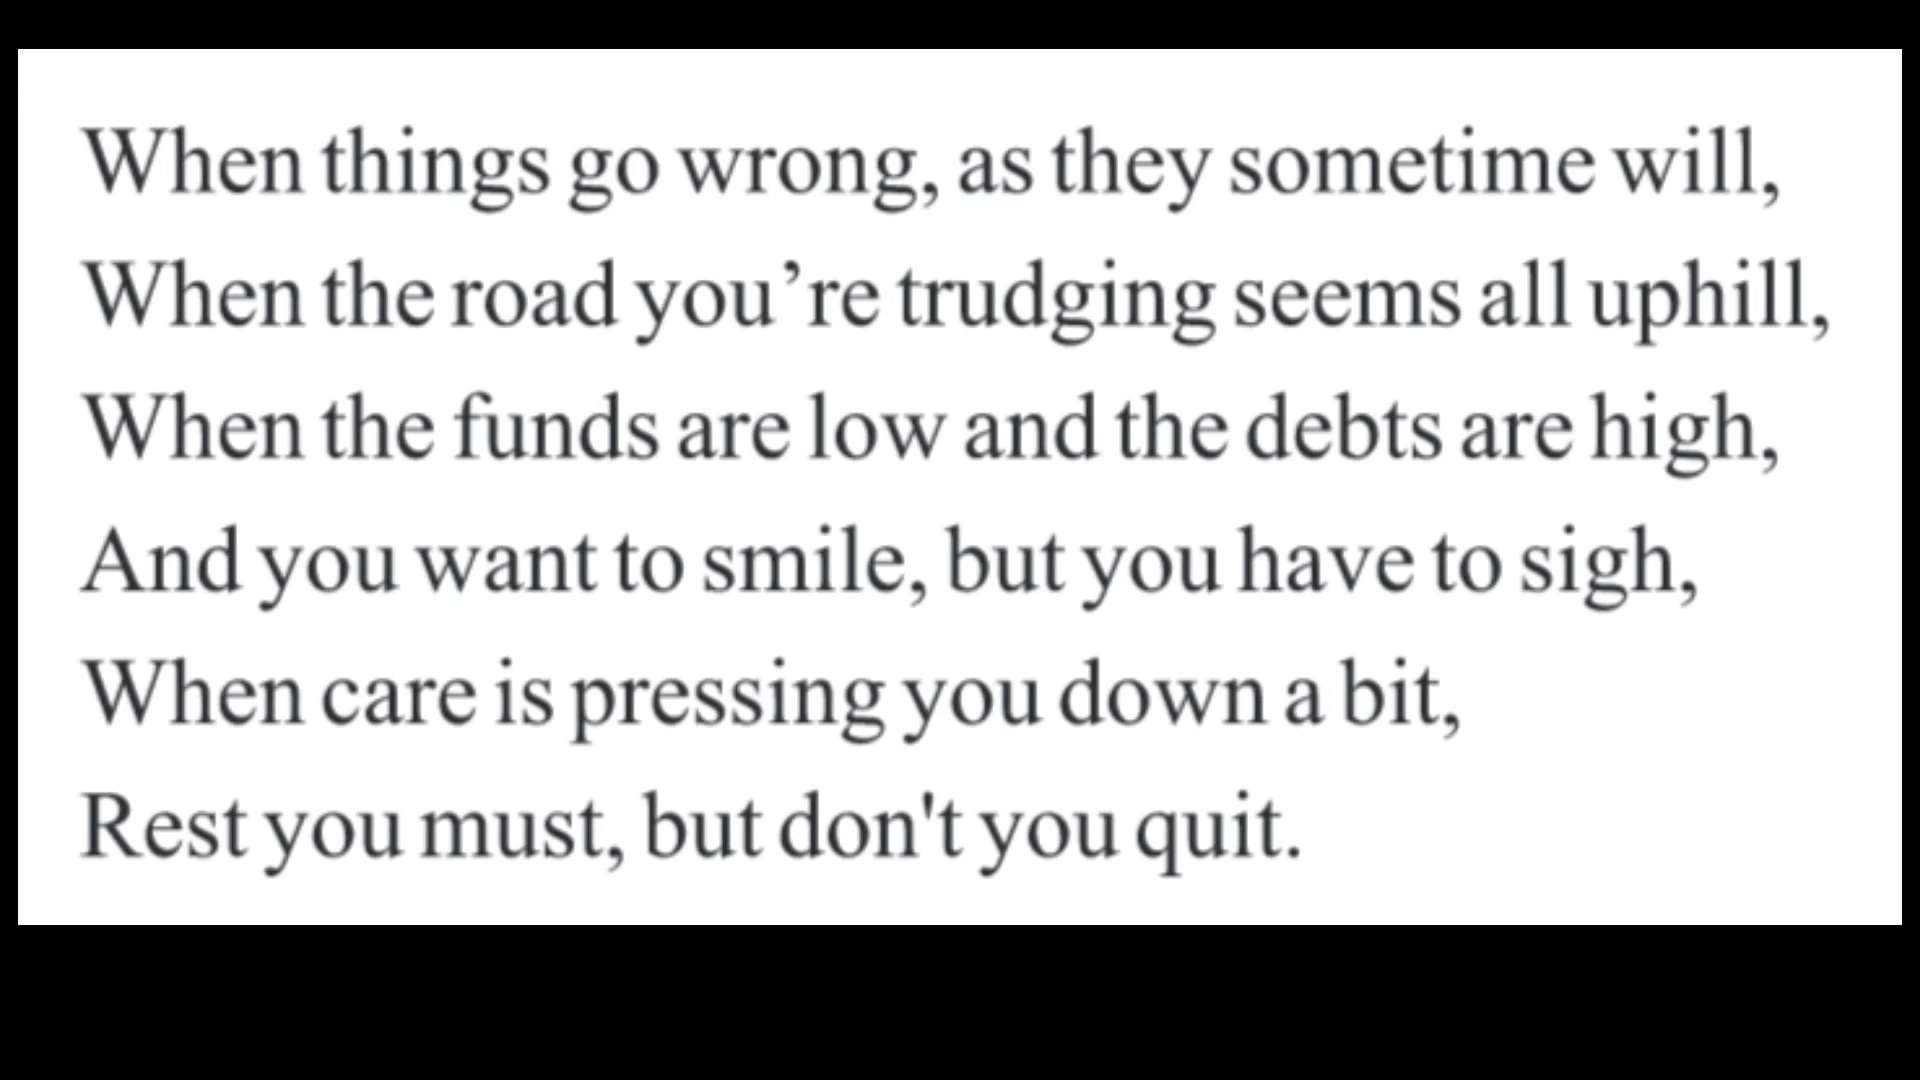 When things go wrong, as they sometime will,
When the road you’re trudging seems all uphill,
When the funds are low and the debts are high,
And you want to smile, but you have to sigh,
When care is pressing you down a bit,
Rest you must, but don't you quit.